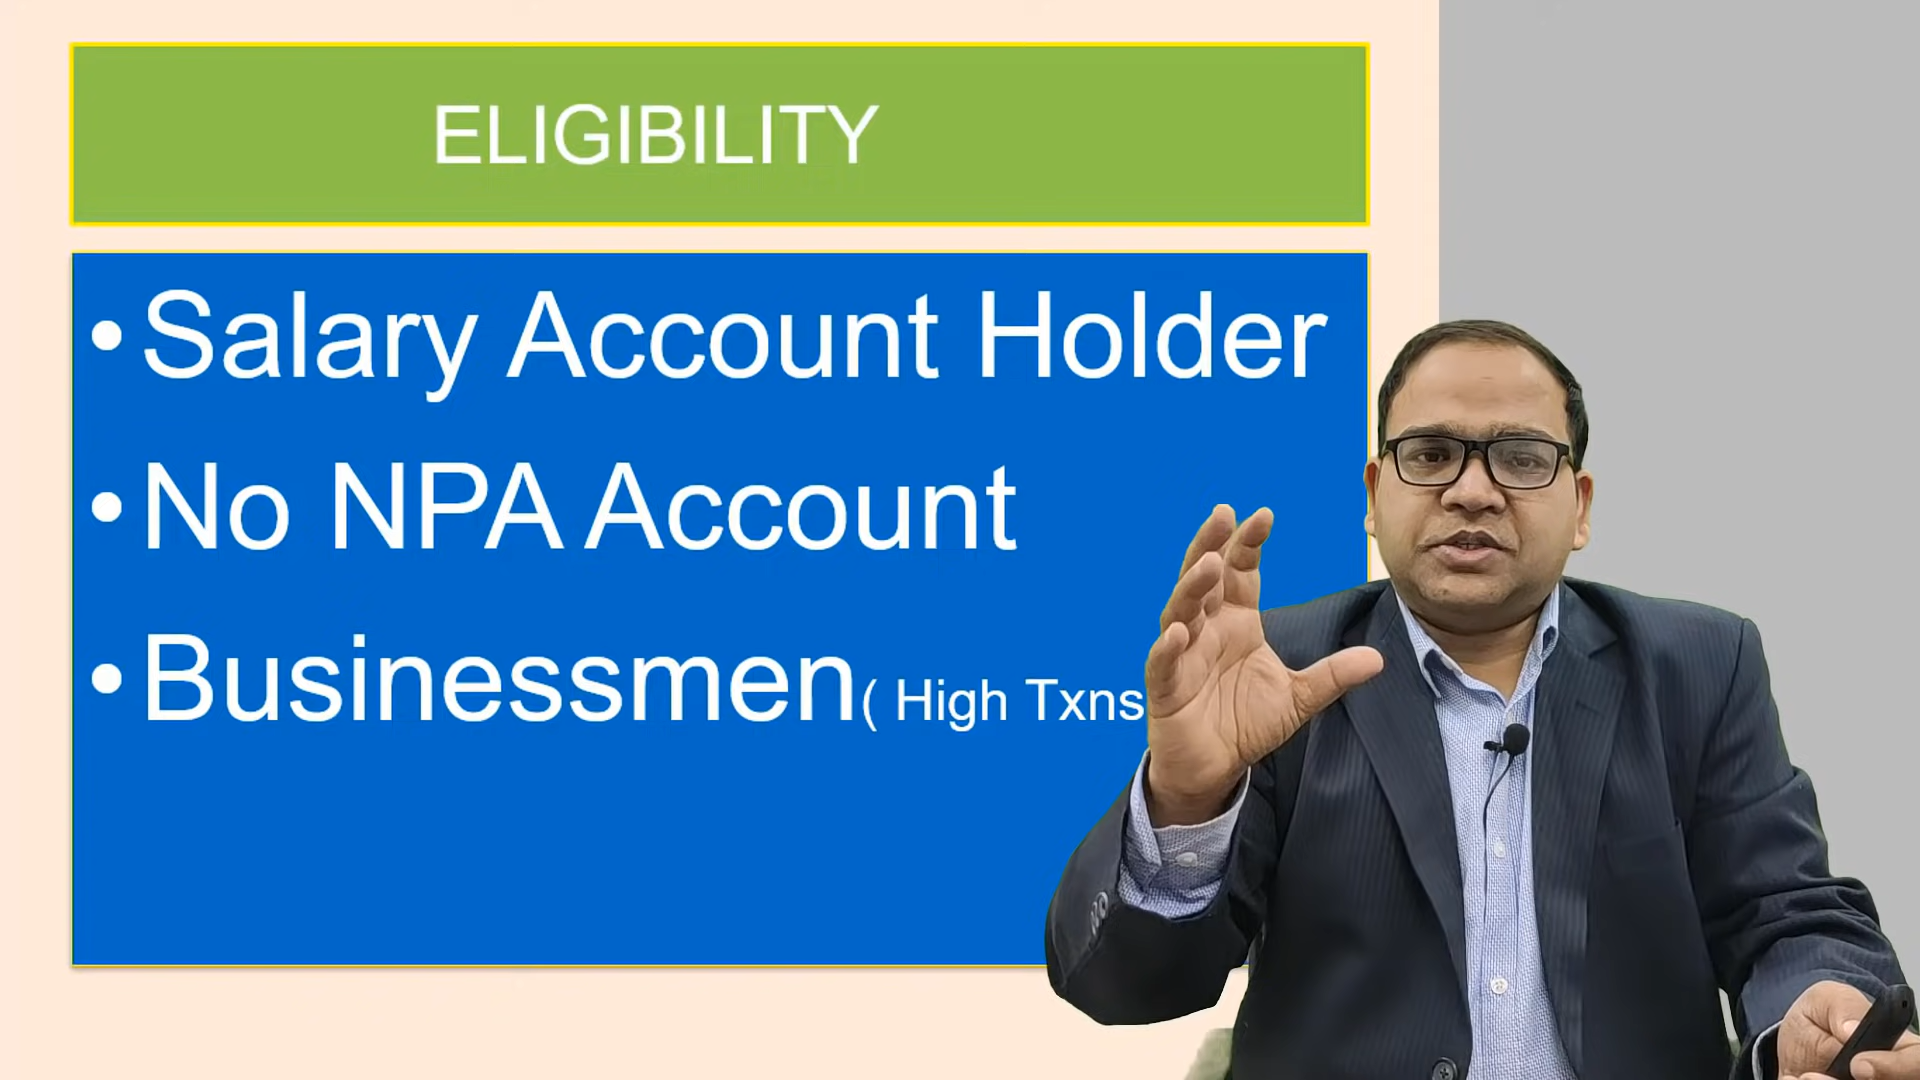 ELIGIBILITY
•Salary Account Holder
•No NPA Account
•Businessmen( High Txns